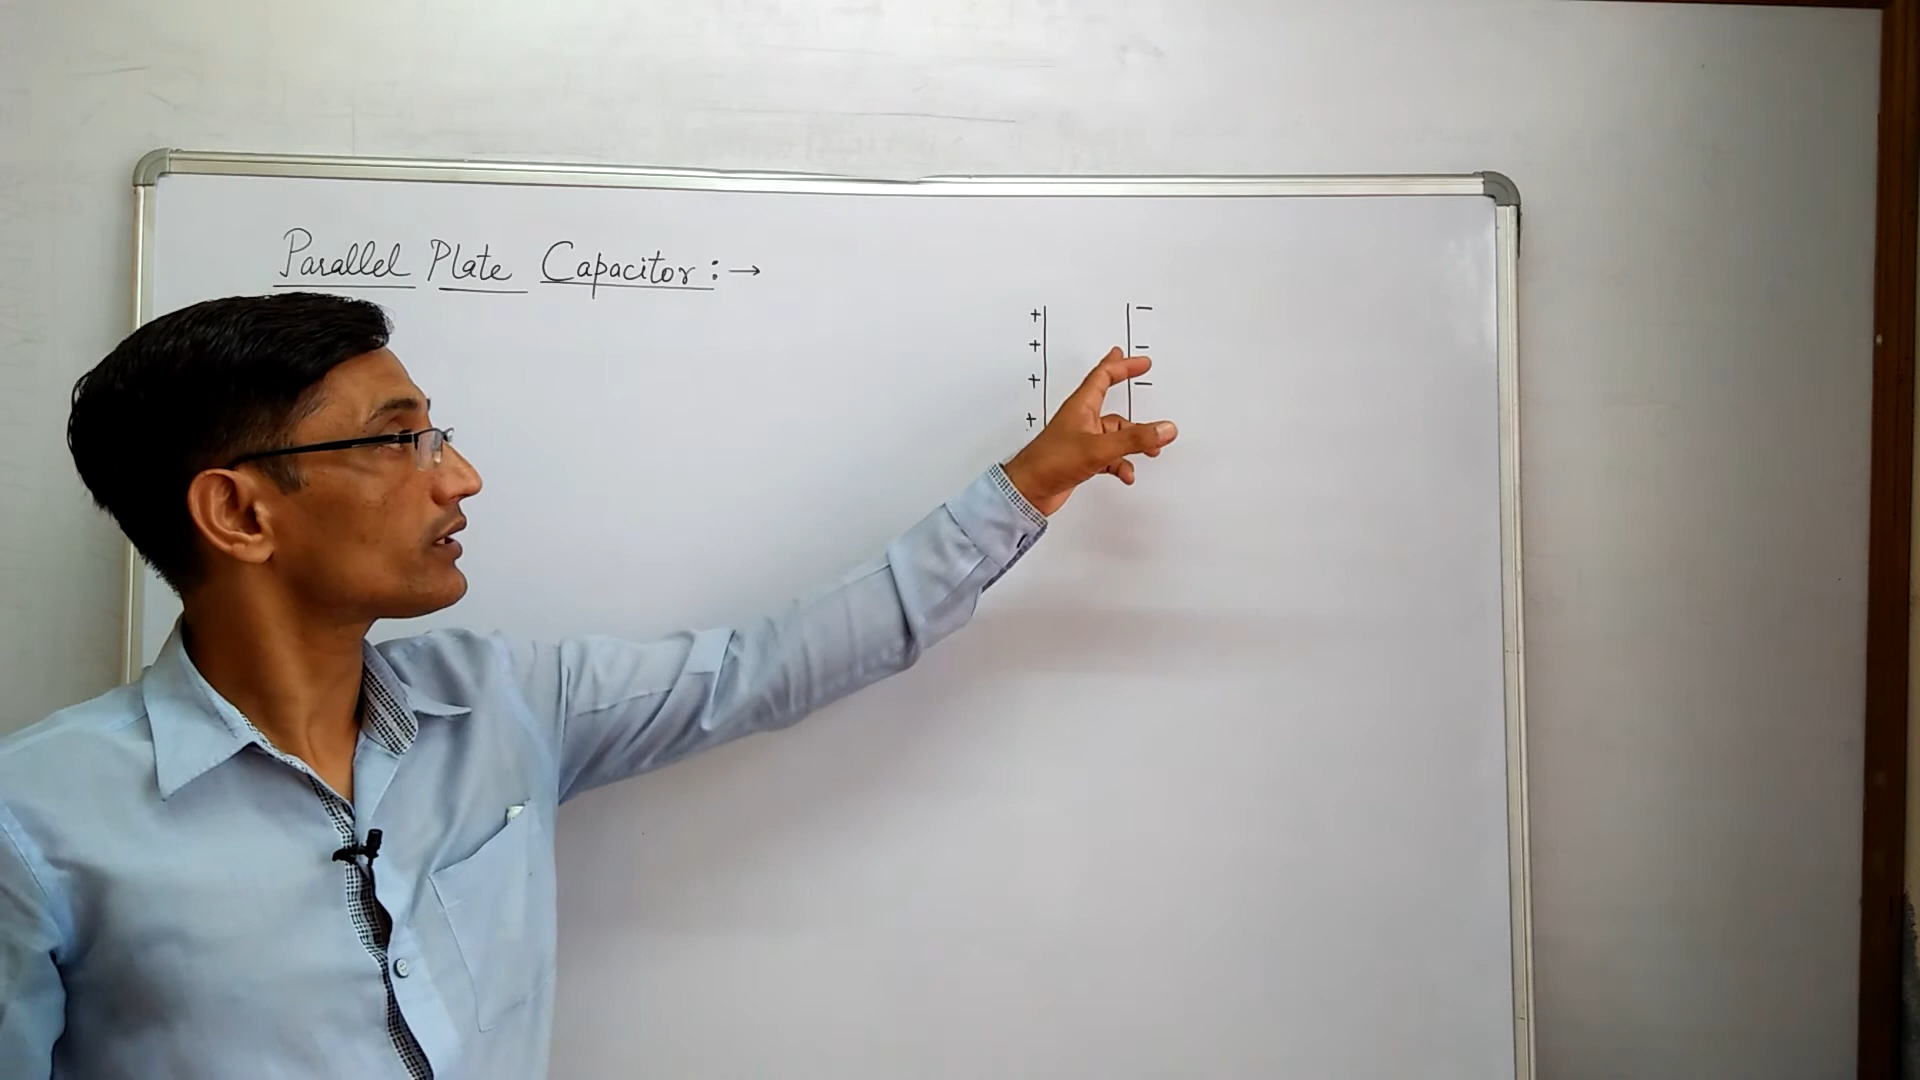 Parallel Plate Capacitor :→
+ −
+ −
+ −
+